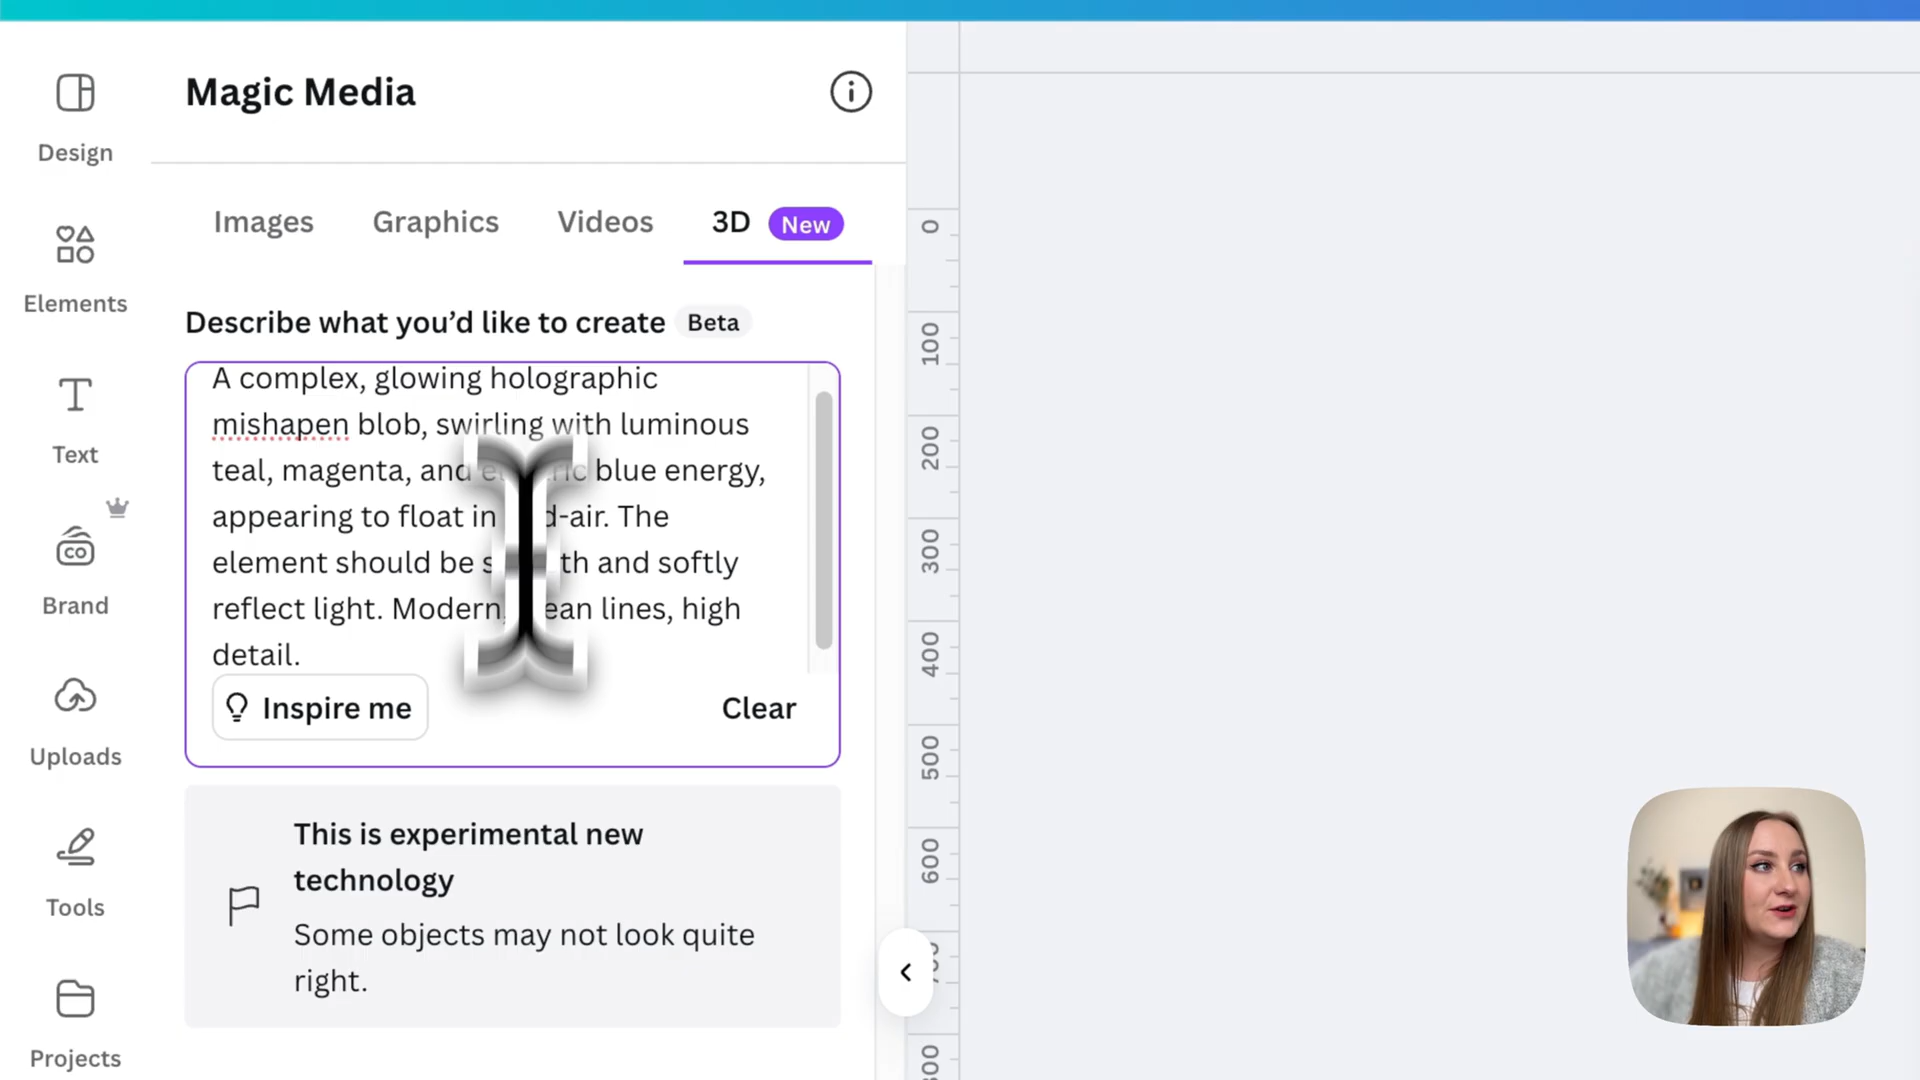 Magic Media
Design
Images
Graphics
Videos
3D
New
Elements
Describe what you’d like to create
Beta
A complex, glowing holographic
mishapen blob, swirling with luminous
teal, magenta, and blue energy,
appearing to float in d-air. The
element should be s th and softly
reflect light. Modern, ean lines, high
detail.
Text
Brand
Inspire me
Clear
Uploads
This is experimental new
technology
Some objects may not look quite
right.
Tools
Projects
0
100
200
300
400
500
600